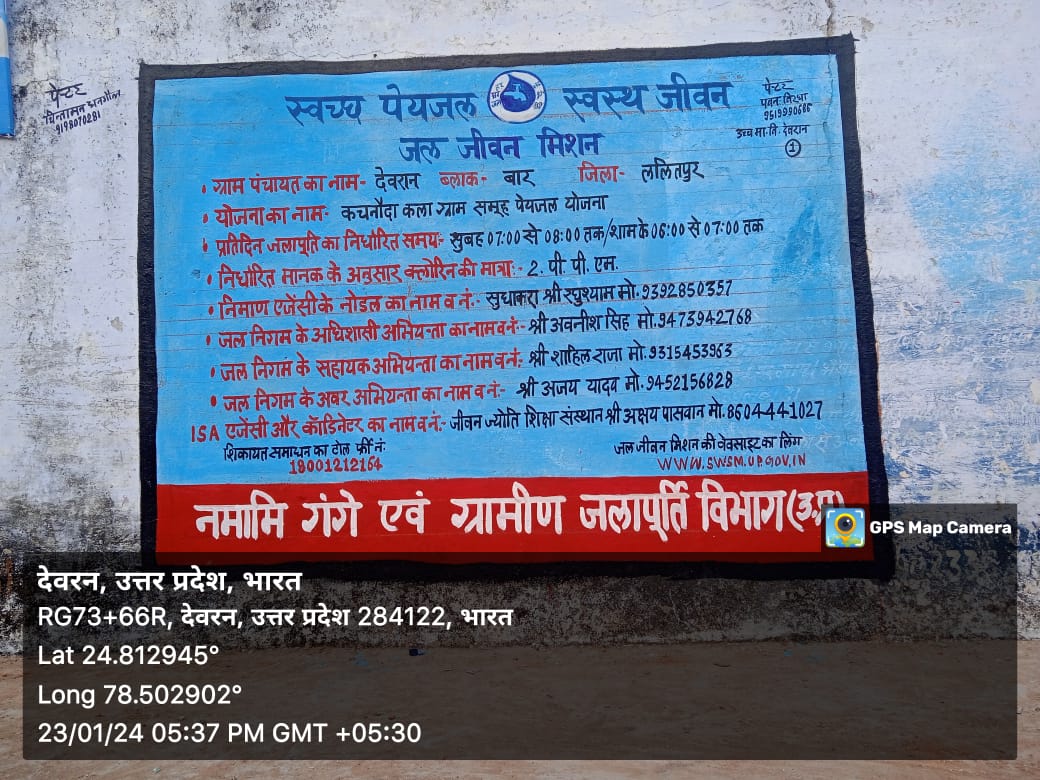 पेन्टर
9198070281
स्वच्छ पेयजल स्वस्थ जीवन
पेन्टर
9519990686
उच्च मा.वि. देवरान
1
जल जीवन मिशन
• ग्राम पंचायत का नाम- देवरान ब्लाक- बार जिला- ललितपुर
• योजना का नाम- कचनौदा कला ग्राम समूह पेयजल योजना
• प्रतिदिन जलापूर्ति का निर्धारित समय:- सुबह 07:00 से 08:00 तक/शाम के 06:00 से 07:00 तक
• निर्धारित मानक के अनुसार क्लोरिन की मात्रा:- 2. पी. पी. एम.
• निमाण एजेंसी के नोडल का नाम व नं:- सुधाकरा श्री रघुश्याम मो. 9392850357
• जल निगम के अधिशासी अभियन्ता का नाम व नं:- श्री अवनीश सिह मो. 9473942768
• जल निगम के सहायक अभियन्ता का नाम व नं:- श्री शाहिल राजा मो. 9315453963
• जल निगम के अवर अभियन्ता का नाम व नं:- श्री अजय यादव मो. 9452156828
ISA एजेंसी और कॉडिनेटर का नाम व नं:- जीवन ज्योति शिक्षा संस्थान श्री अक्षय पासवान मो. 8604441027
शिकायत समाधान का टोल फ्री नं:
18001212164
जल जीवन मिशन की वेवसाइट का लिंग
WWW.SWSM.UP.GOV.IN
नमामि गंगे एवं ग्रामीण जलापूर्ति विभाग (उ.प्र)
GPS Map Camera
देवरन, उत्तर प्रदेश, भारत
RG73+66R, देवरन, उत्तर प्रदेश 284122, भारत
Lat 24.812945°
Long 78.502902°
23/01/24 05:37 PM GMT +05:30